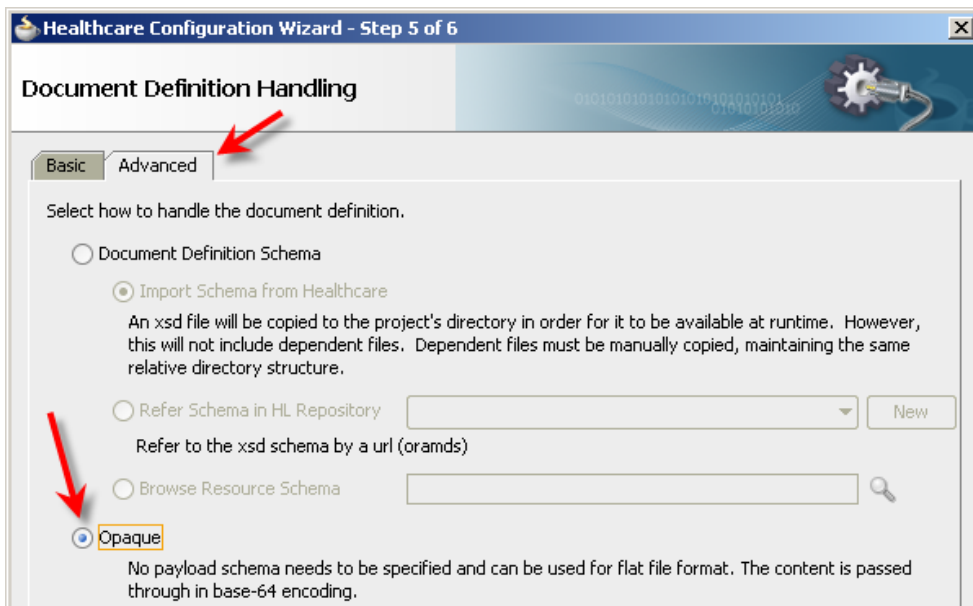 Healthcare Configuration Wizard - Step 5 of 6
Document Definition Handling
Basic
Advanced
Select how to handle the document definition.
Document Definition Schema
Import Schema from Healthcare
An xsd file will be copied to the project's directory in order for it to be available at runtime. However,
this will not include dependent files. Dependent files must be manually copied, maintaining the same
relative directory structure.
Refer Schema in HL Repository
New
Refer to the xsd schema by a url (oramds)
Browse Resource Schema
Opaque
No payload schema needs to be specified and can be used for flat file format. The content is passed
through in base-64 encoding.